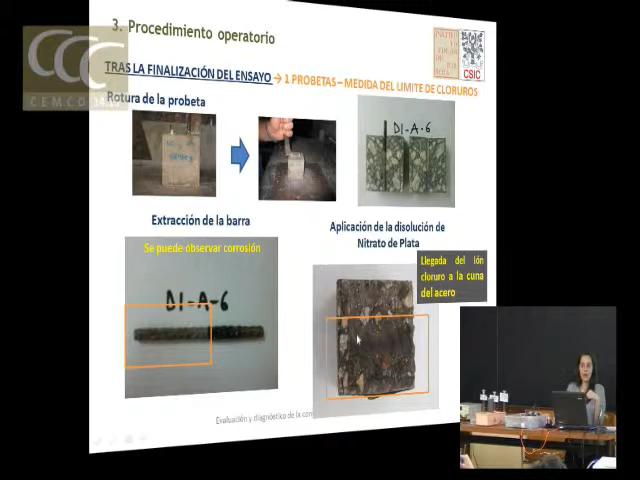 3. Procedimiento operatorio
CCC
CEMCO
TRAS LA FINALIZACIÓN DEL ENSAYO → 1 PROBETAS – MEDIDA DEL LIMITE DE CLORUROS
CSIC
Rotura de la probeta
DI-A-6
Extracción de la barra
Aplicación de la disolución de
Nitrato de Plata
Se puede observar corrosión
Llegada del ión
cloruro a la cuna
del acero
DI-A-6
Evaluación y diagnóstico de la